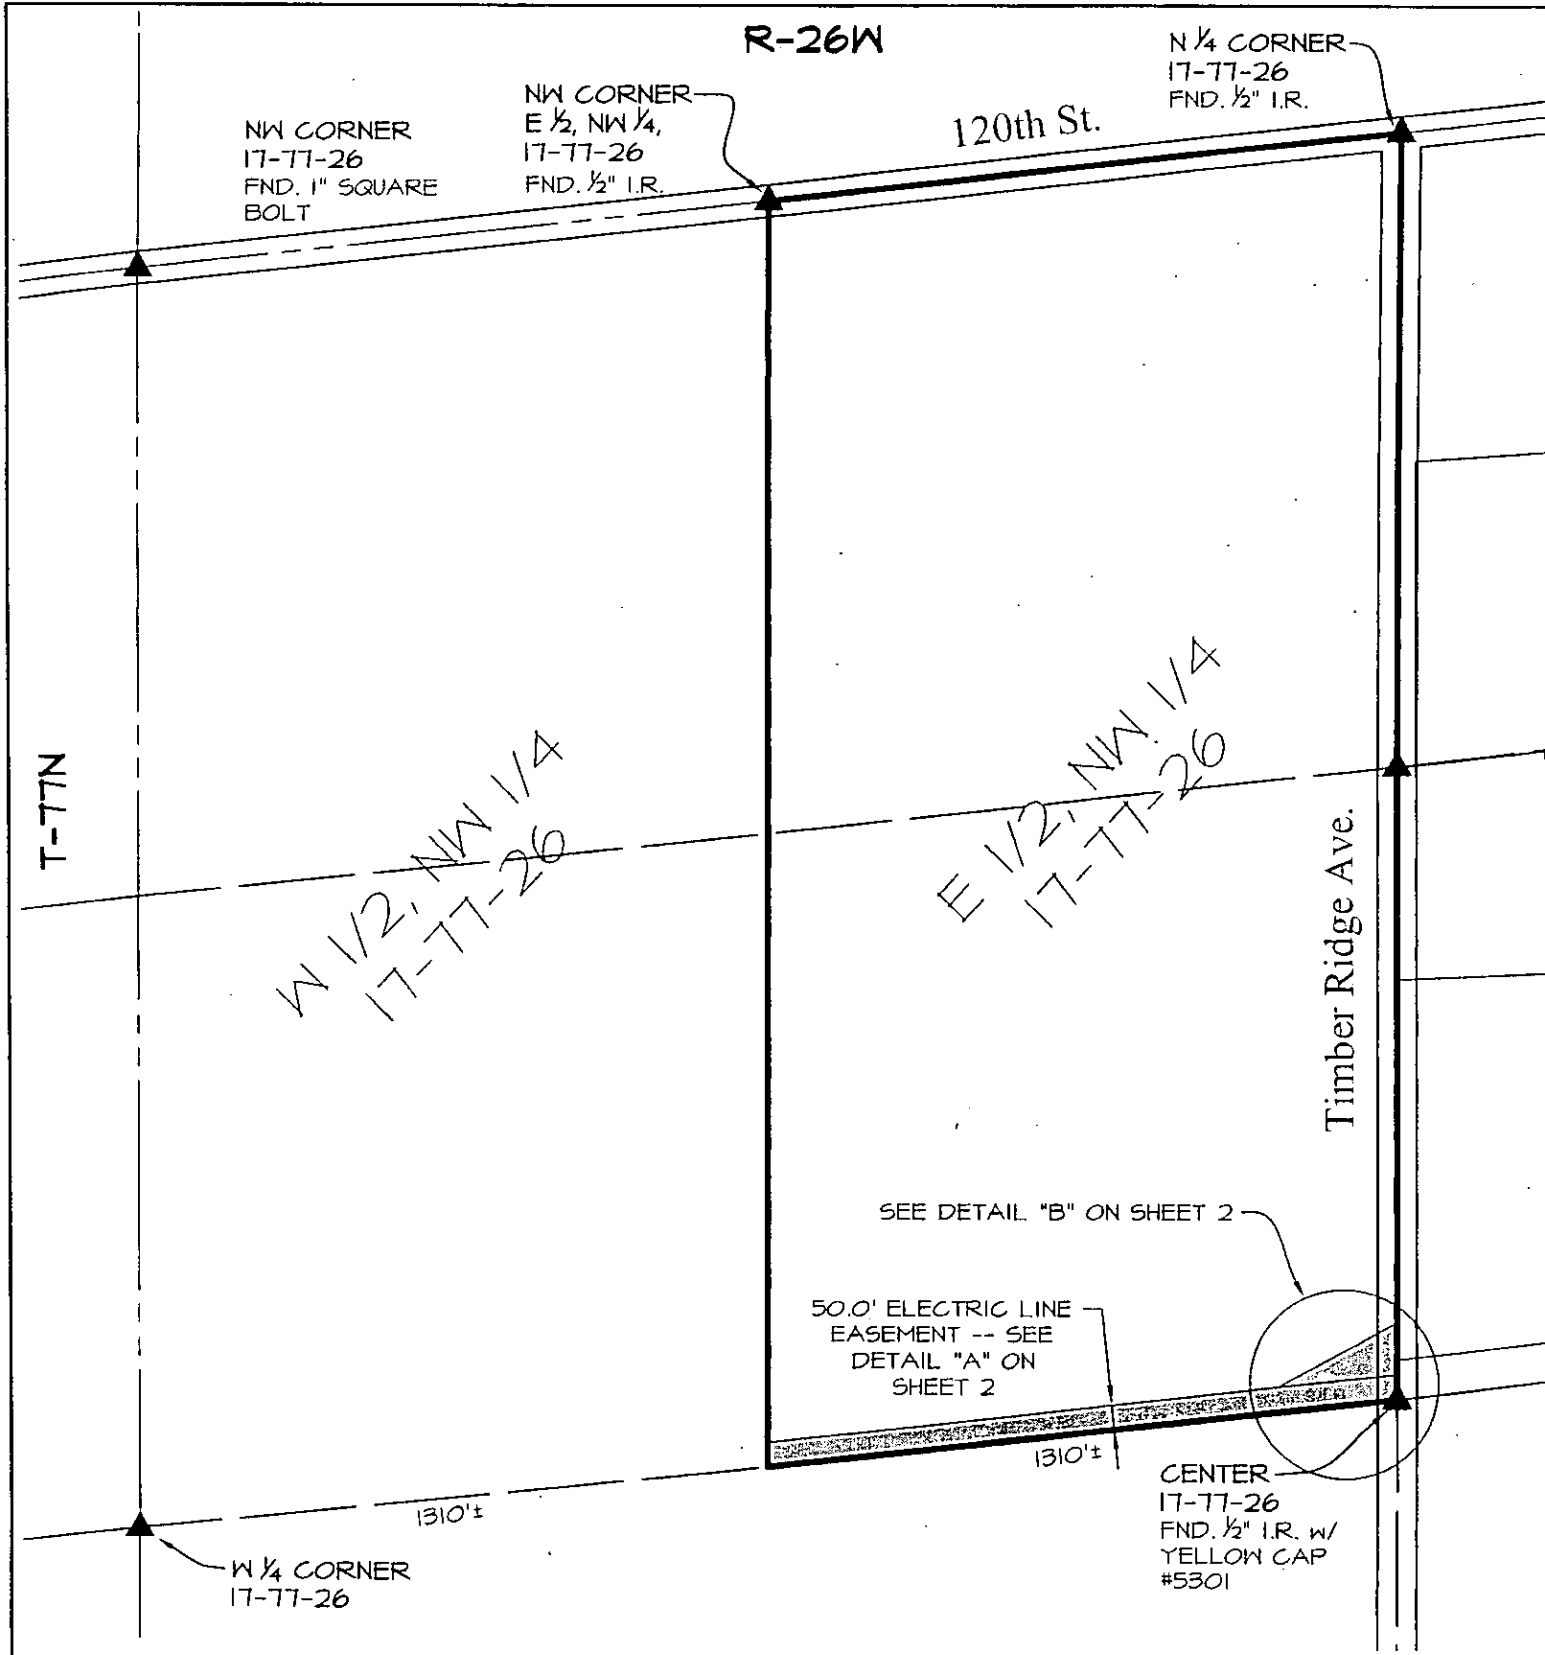 R-26W
N 1/4 CORNER
17-77-26
FND. 1/2" I.R.
NW CORNER
E 1/2, NW 1/4,
17-77-26
FND. 1/2" I.R.
NW CORNER
17-77-26
FND. 1" SQUARE
BOLT
120th St.
T-77N
W 1/2, NW 1/4
17-77-26
E 1/2, NW 1/4
17-77-26
Timber Ridge Ave.
SEE DETAIL "B" ON SHEET 2
50.0' ELECTRIC LINE
EASEMENT -- SEE
DETAIL "A" ON
SHEET 2
1310'±
1310'±
CENTER
17-77-26
FND. 1/2" I.R. W/
YELLOW CAP
#5301
W 1/4 CORNER
17-77-26